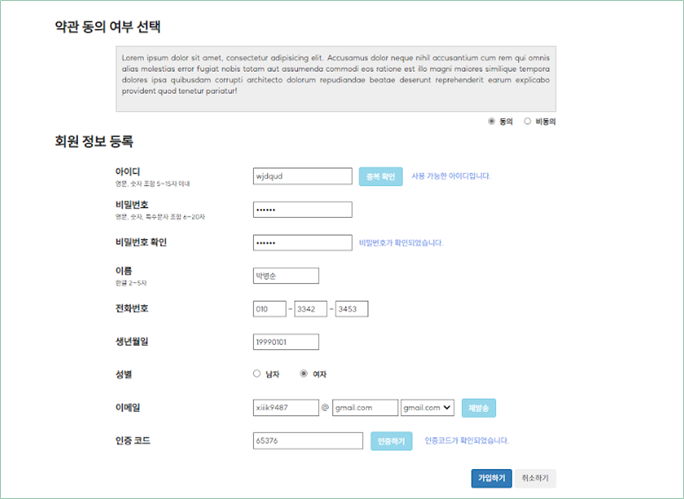 약관 동의 여부 선택
Lorem ipsum dolor sit amet, consectetur adipisicing elit. Accusamus dolor neque nihil accusantium cum rem qui omnis
alias molestias error fugiat nobis totam aut assumenda commodi eos ratione est illo magni maiores similique tempora
dolores ipsa quibusdam corrupti architecto dolorum repudiandae beatae deserunt reprehenderit earum explicabo
provident quod tenetur pariatur!
동의 비동의
회원 정보 등록
아이디 wjdqud 중복 확인 사용 가능한 아이디입니다.
영문, 숫자 조합 5~15자 이내
비밀번호 ••••••
영문, 숫자, 특수문자 조합 6~20자
비밀번호 확인 •••••• 비밀번호가 확인되었습니다.
이름 박병순
한글 2~5자
전화번호 010 - 3342 - 3453
생년월일 19990101
성별 남자 여자
이메일 xiiik9487 @ gmail.com gmail.com 재발송
인증 코드 65376 인증하기 인증코드가 확인되었습니다.
가입하기 취소하기